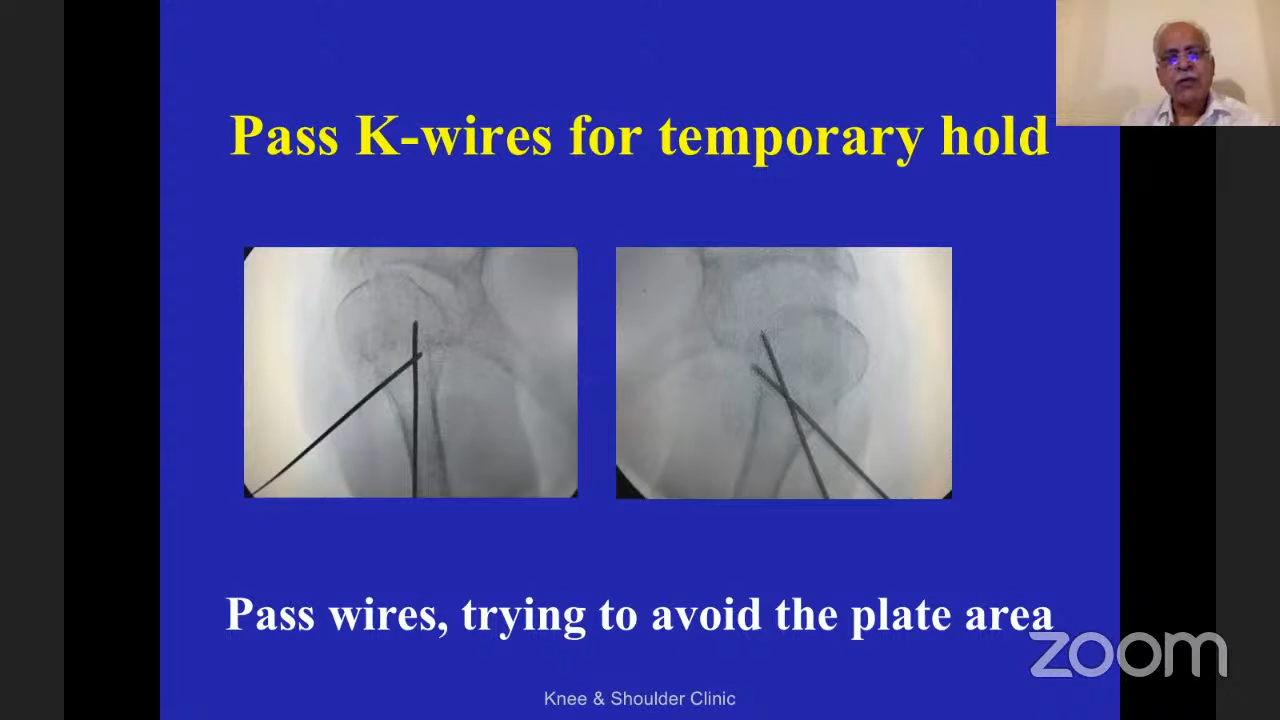 Pass K-wires for temporary hold
Pass wires, trying to avoid the plate area
zoom
Knee & Shoulder Clinic